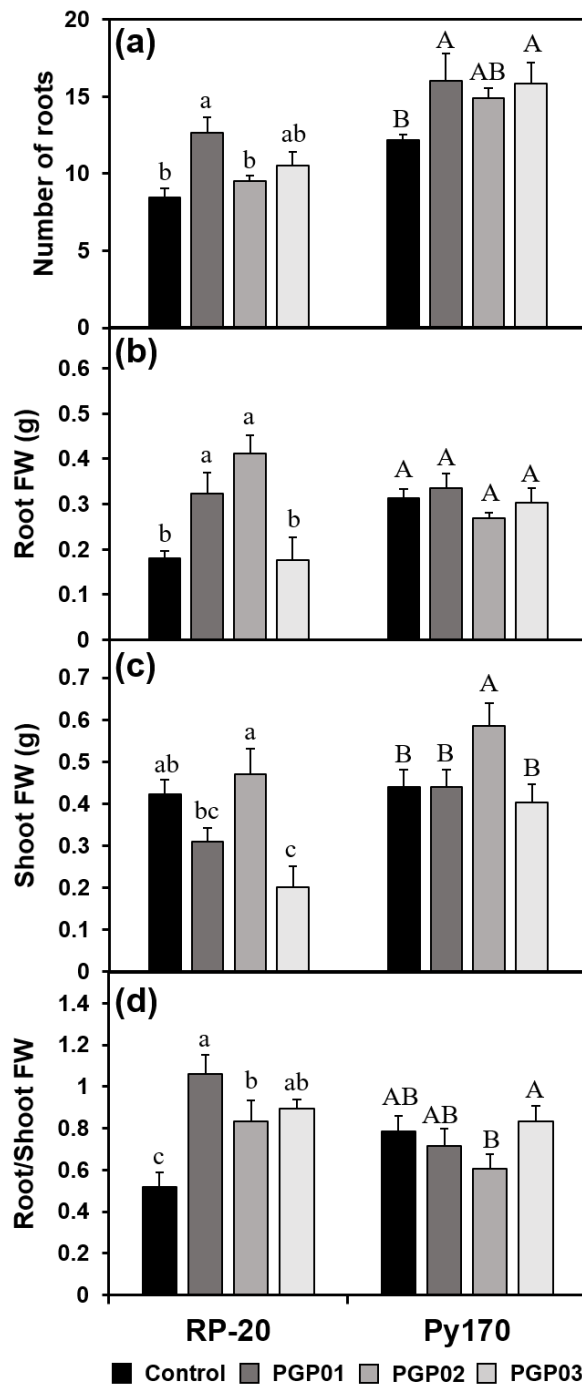 (a)
Number of roots
20
15
10
5
0
b a b ab
B A AB A
(b)
Root FW (g)
0.6
0.5
0.4
0.3
0.2
0.1
0
b a a b
A A A A
(c)
Shoot FW (g)
0.7
0.6
0.5
0.4
0.3
0.2
0.1
0
ab bc a c
B B A B
(d)
Root/Shoot FW
1.4
1.2
1
0.8
0.6
0.4
0.2
0
c a b ab
AB AB B A
RP-20 Py170
Control PGP01 PGP02 PGP03